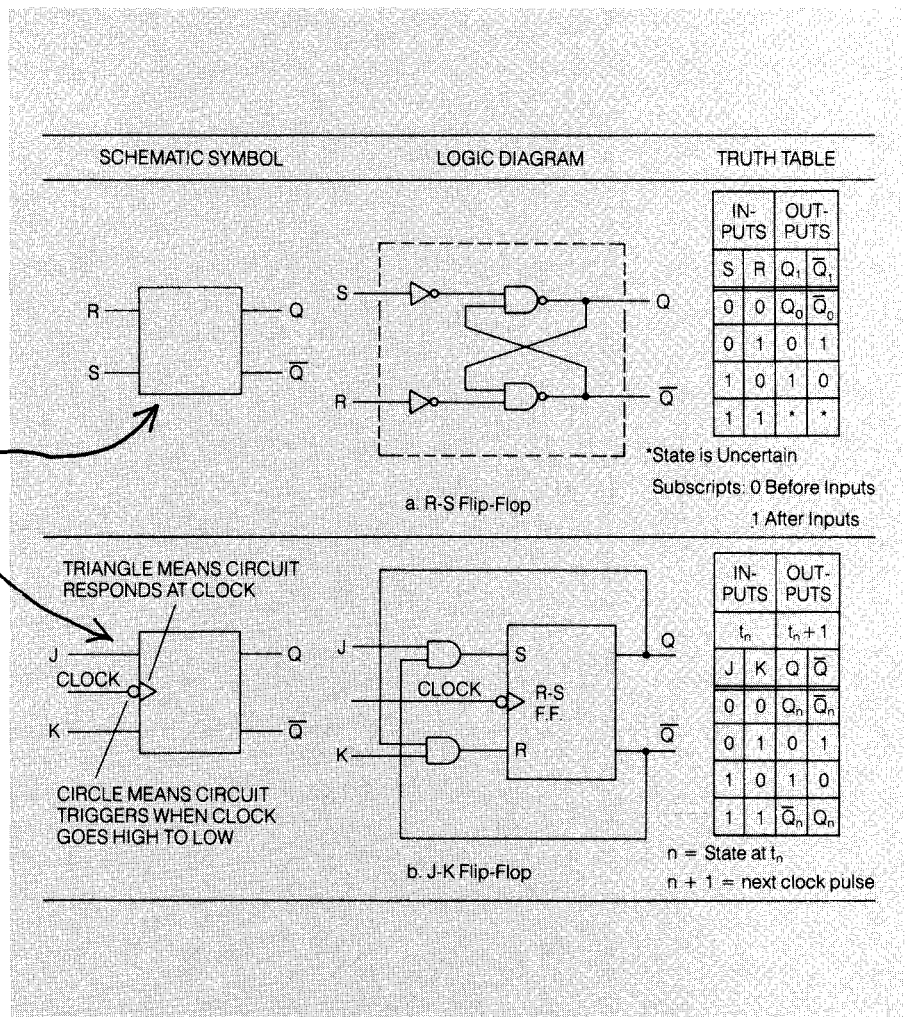 SCHEMATIC SYMBOL LOGIC DIAGRAM TRUTH TABLE
R
S
Q
Q̅
S
R
Q
Q̅
a. R-S Flip-Flop
IN-PUTS OUT-PUTS
S R Q₁ Q̅₁
0 0 Q₀ Q̅₀
0 1 0 1
1 0 1 0
1 1 * *
*State is Uncertain
Subscripts: 0 Before Inputs
1 After Inputs
TRIANGLE MEANS CIRCUIT
RESPONDS AT CLOCK
J
CLOCK
K
Q
Q̅
CIRCLE MEANS CIRCUIT
TRIGGERS WHEN CLOCK
GOES HIGH TO LOW
J
CLOCK
K
S
R-S
F.F.
R
Q
Q̅
b. J-K Flip-Flop
IN-PUTS OUT-PUTS
tₙ tₙ + 1
J K Q Q̅
0 0 Qₙ Q̅ₙ
0 1 0 1
1 0 1 0
1 1 Q̅ₙ Qₙ
n = State at tₙ
n + 1 = next clock pulse